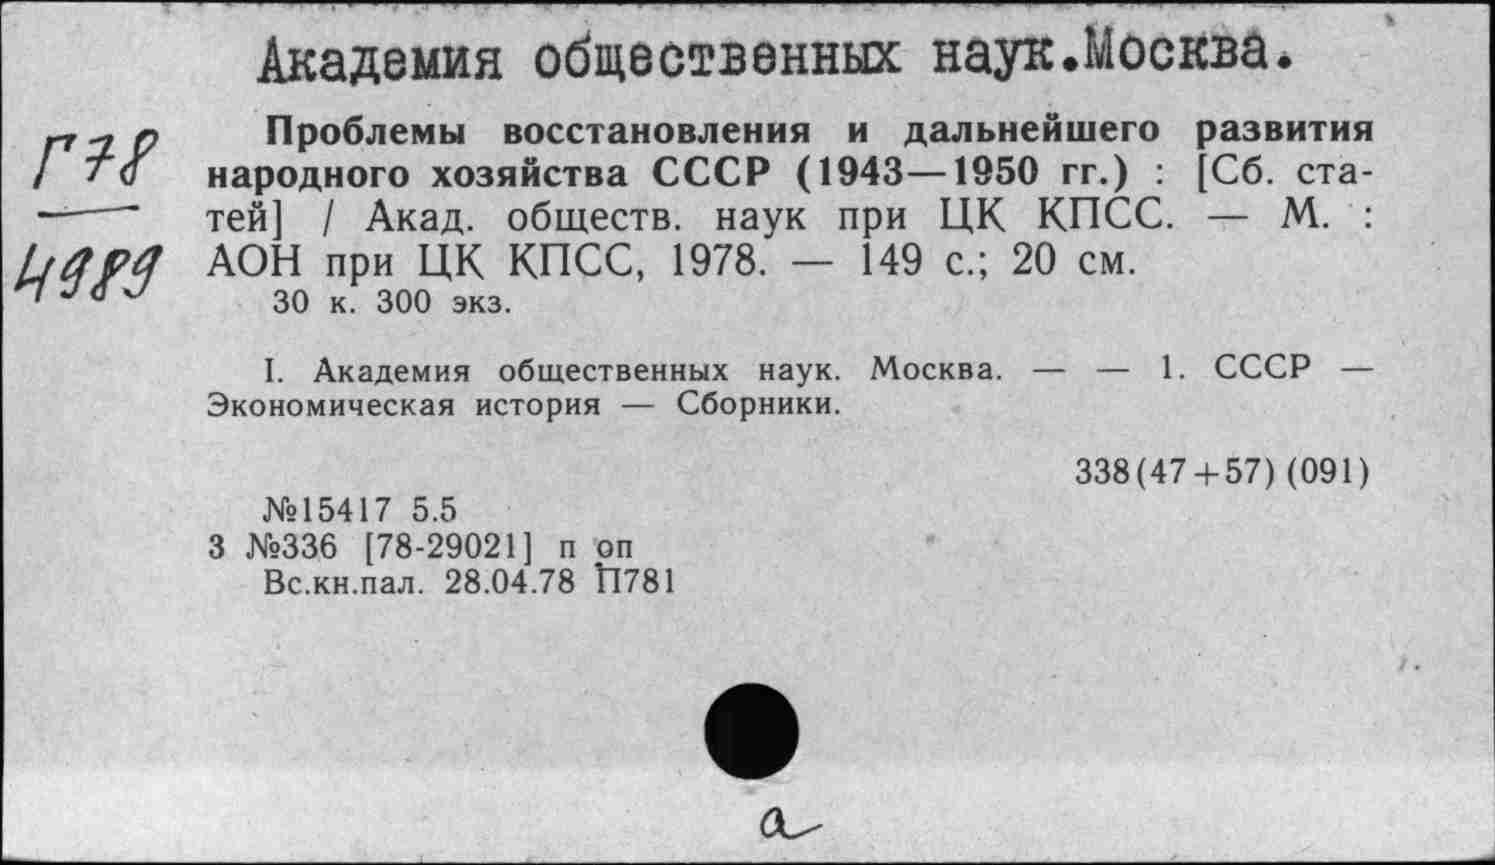 Академия общественных наук.Москва.
Г78
4989
Проблемы восстановления и дальнейшего развития
народного хозяйства СССР (1943—1950 гг.) : [Сб. ста-
тей] / Акад. обществ. наук при ЦК КПСС. — М. :
АОН при ЦК КПСС, 1978. — 149 с.; 20 см.
30 к. 300 экз.
I. Академия общественных наук. Москва. — — 1. СССР —
Экономическая история — Сборники.
338(47+57)(091)
№15417 5.5
3 №336 [78-29021] п оп
Вс.кн.пал. 28.04.78 П781
а